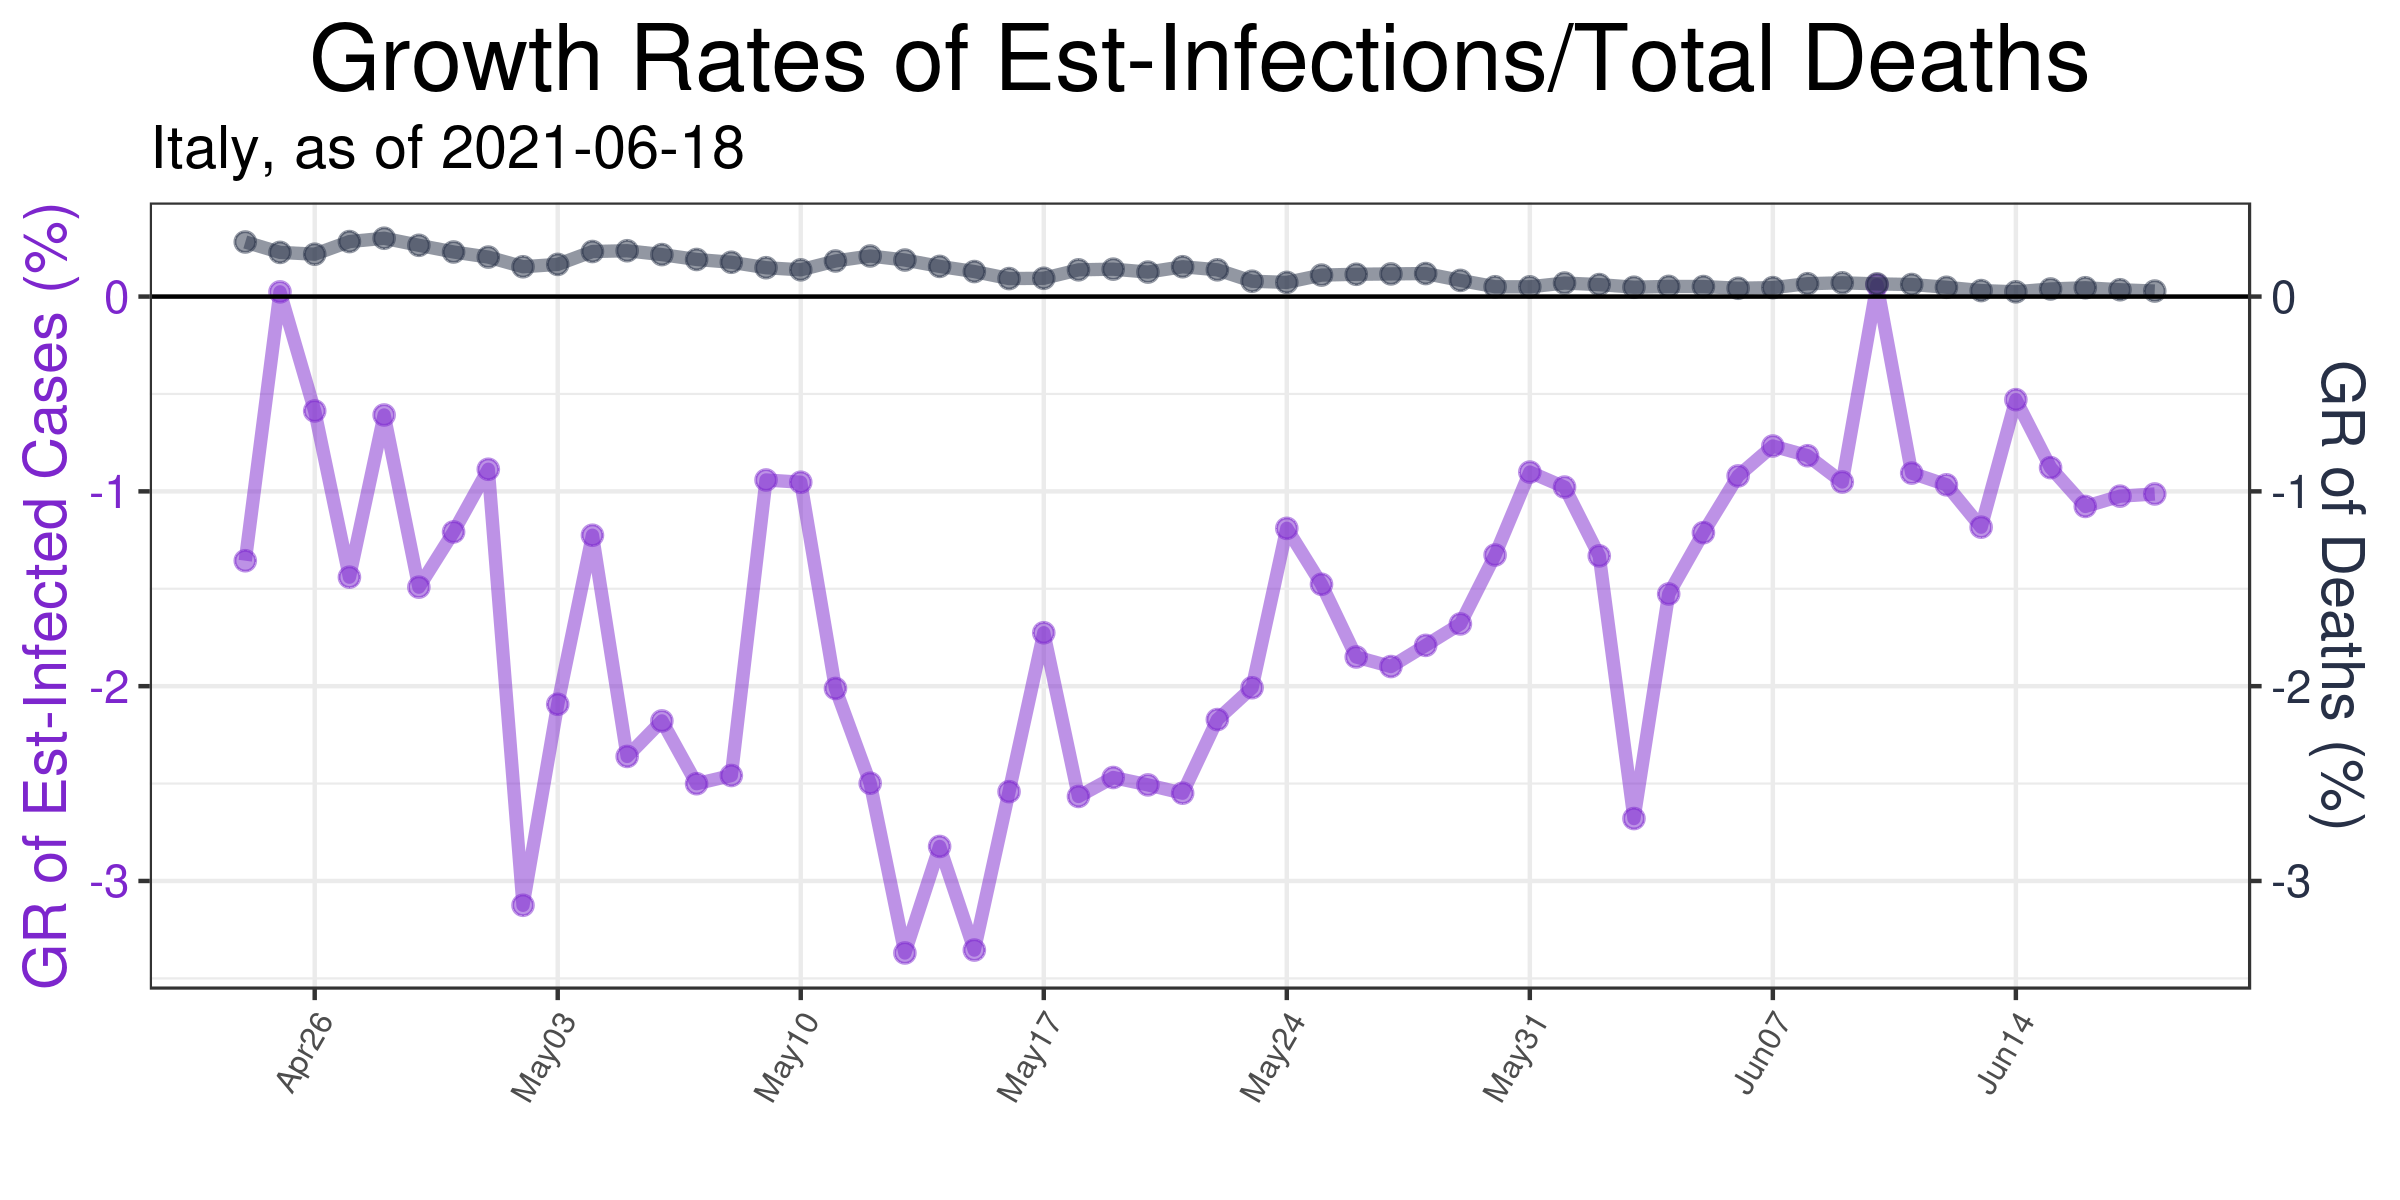 Growth Rates of Est-Infections/Total Deaths
Italy, as of 2021-06-18
GR of Est-Infected Cases (%)
0
-1
-2
-3
0
-1
-2
-3
GR of Deaths (%)
Apr26
May03
May10
May17
May24
May31
Jun07
Jun14